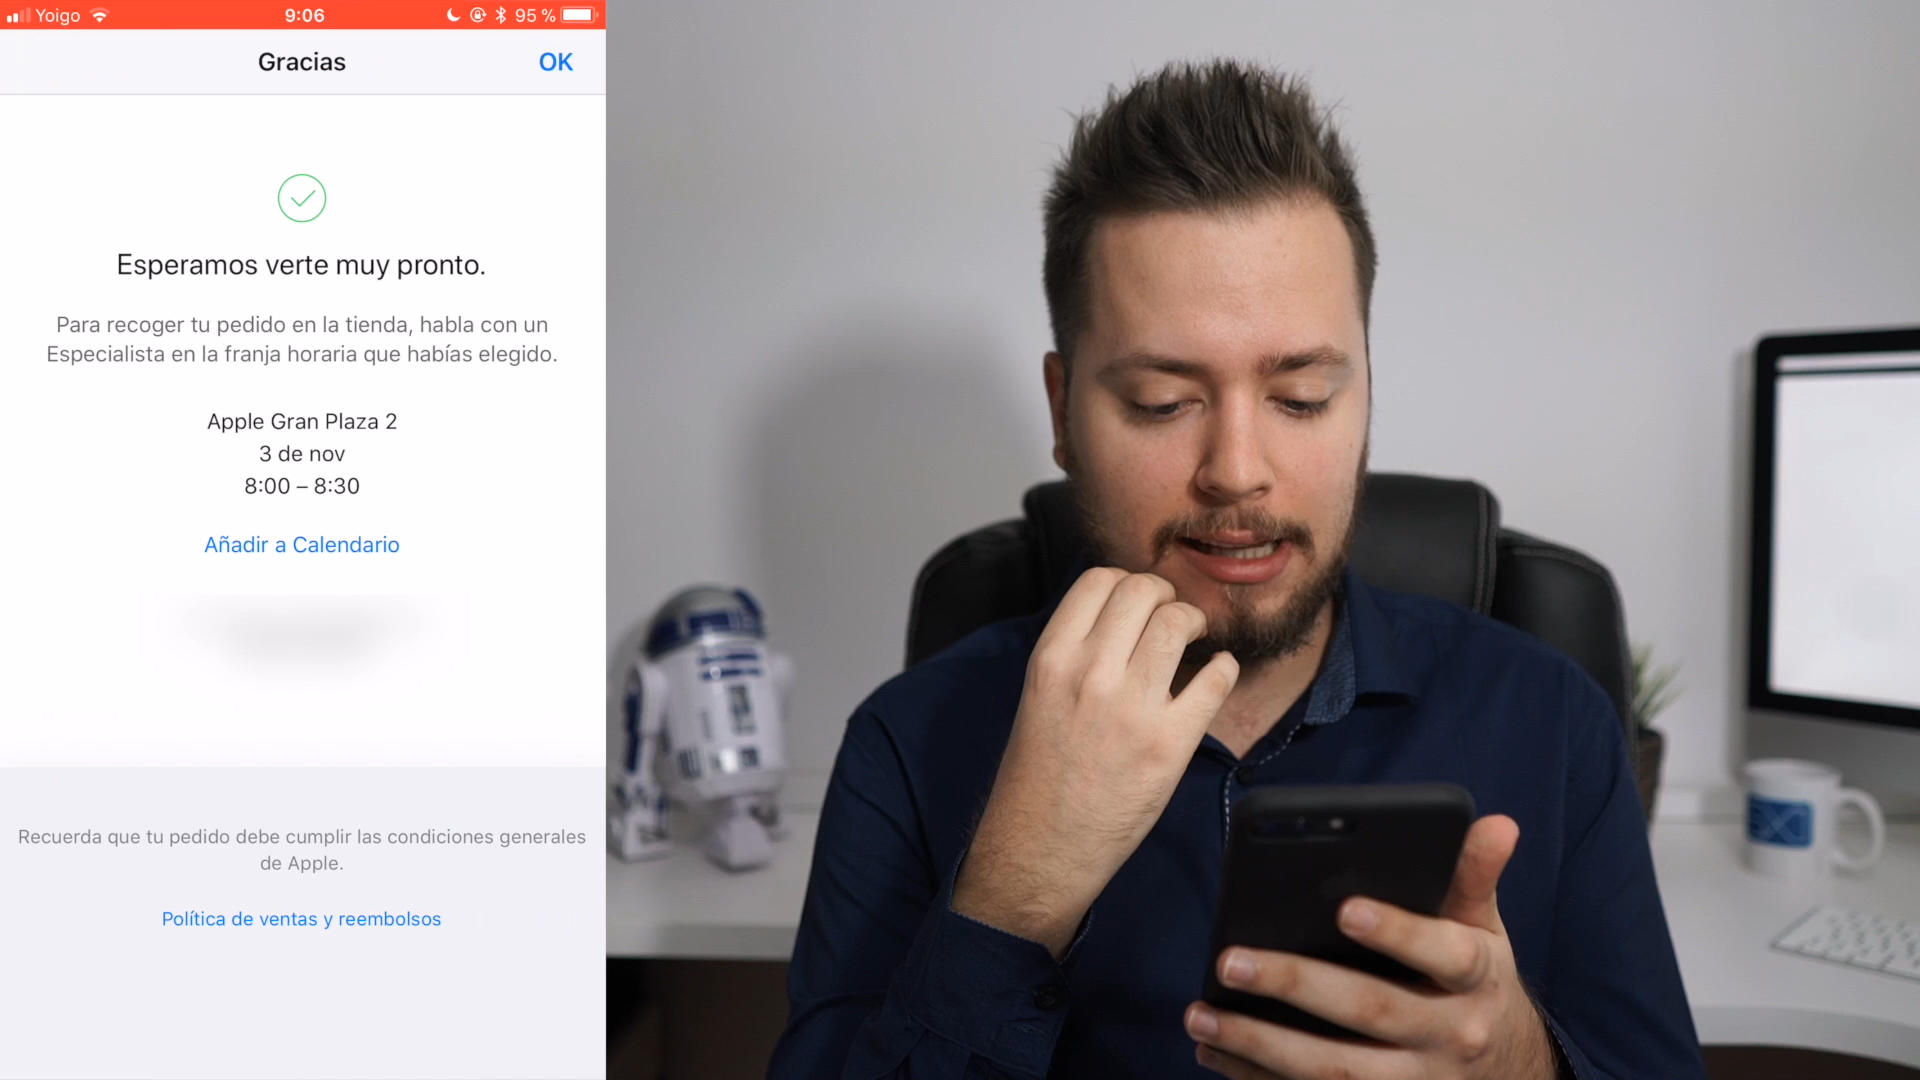 Yoigo 9:06 95 %
Gracias OK
Esperamos verte muy pronto.
Para recoger tu pedido en la tienda, habla con un
Especialista en la franja horaria que habías elegido.
Apple Gran Plaza 2
3 de nov
8:00 – 8:30
Añadir a Calendario
Recuerda que tu pedido debe cumplir las condiciones generales
de Apple.
Política de ventas y reembolsos